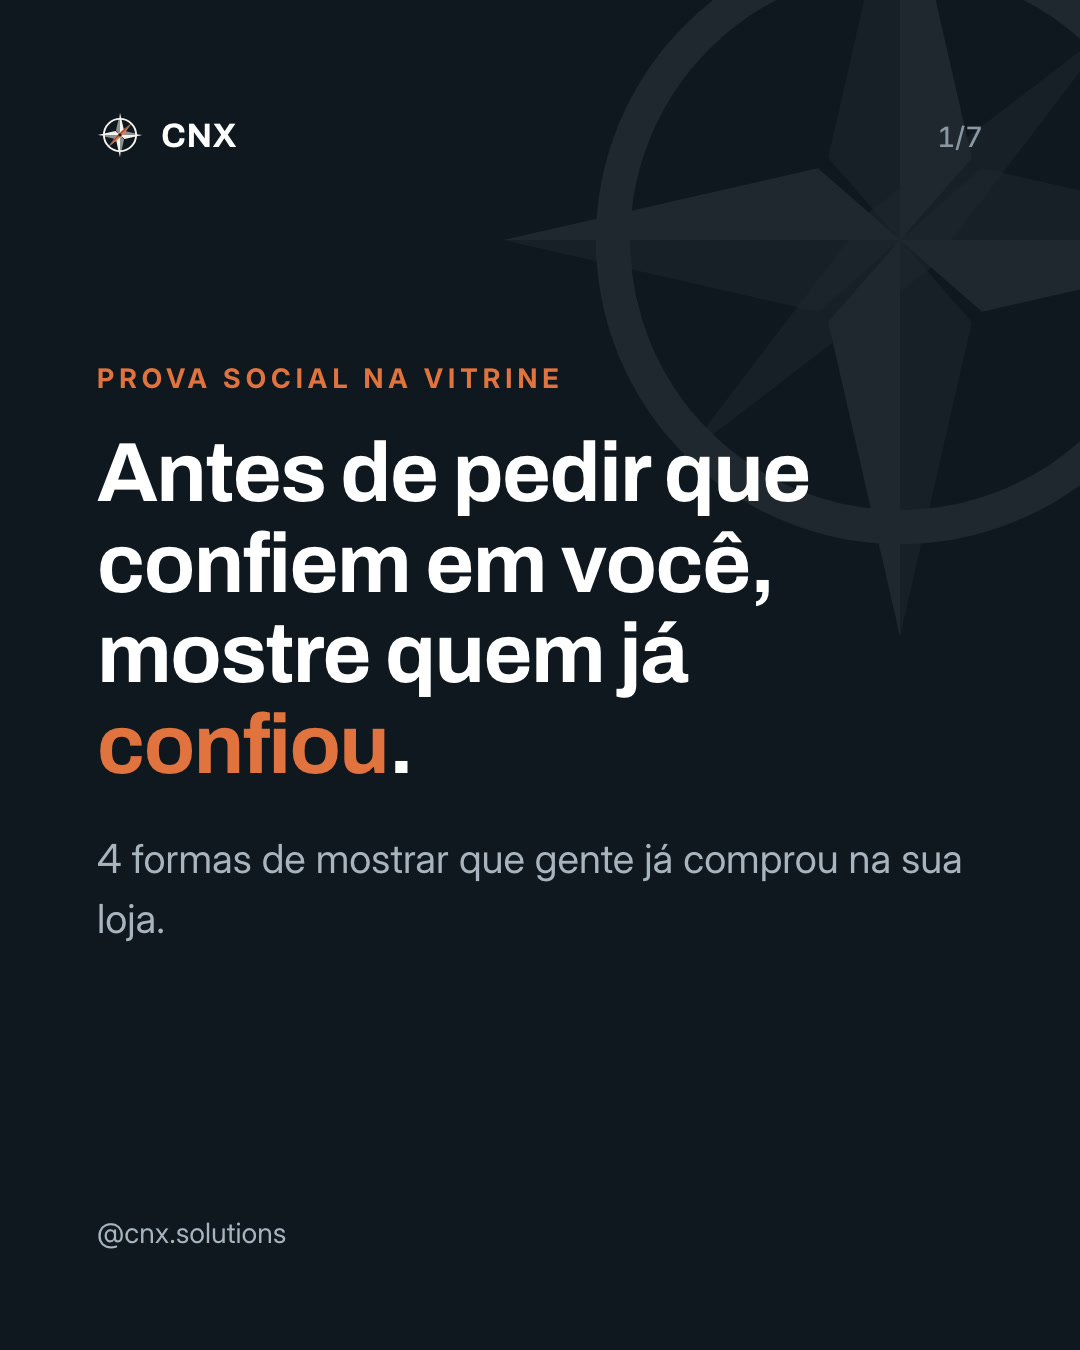 CNX
1/7
PROVA SOCIAL NA VITRINE
Antes de pedir que
confiem em você,
mostre quem já
confiou.
4 formas de mostrar que gente já comprou na sua
loja.
@cnx.solutions